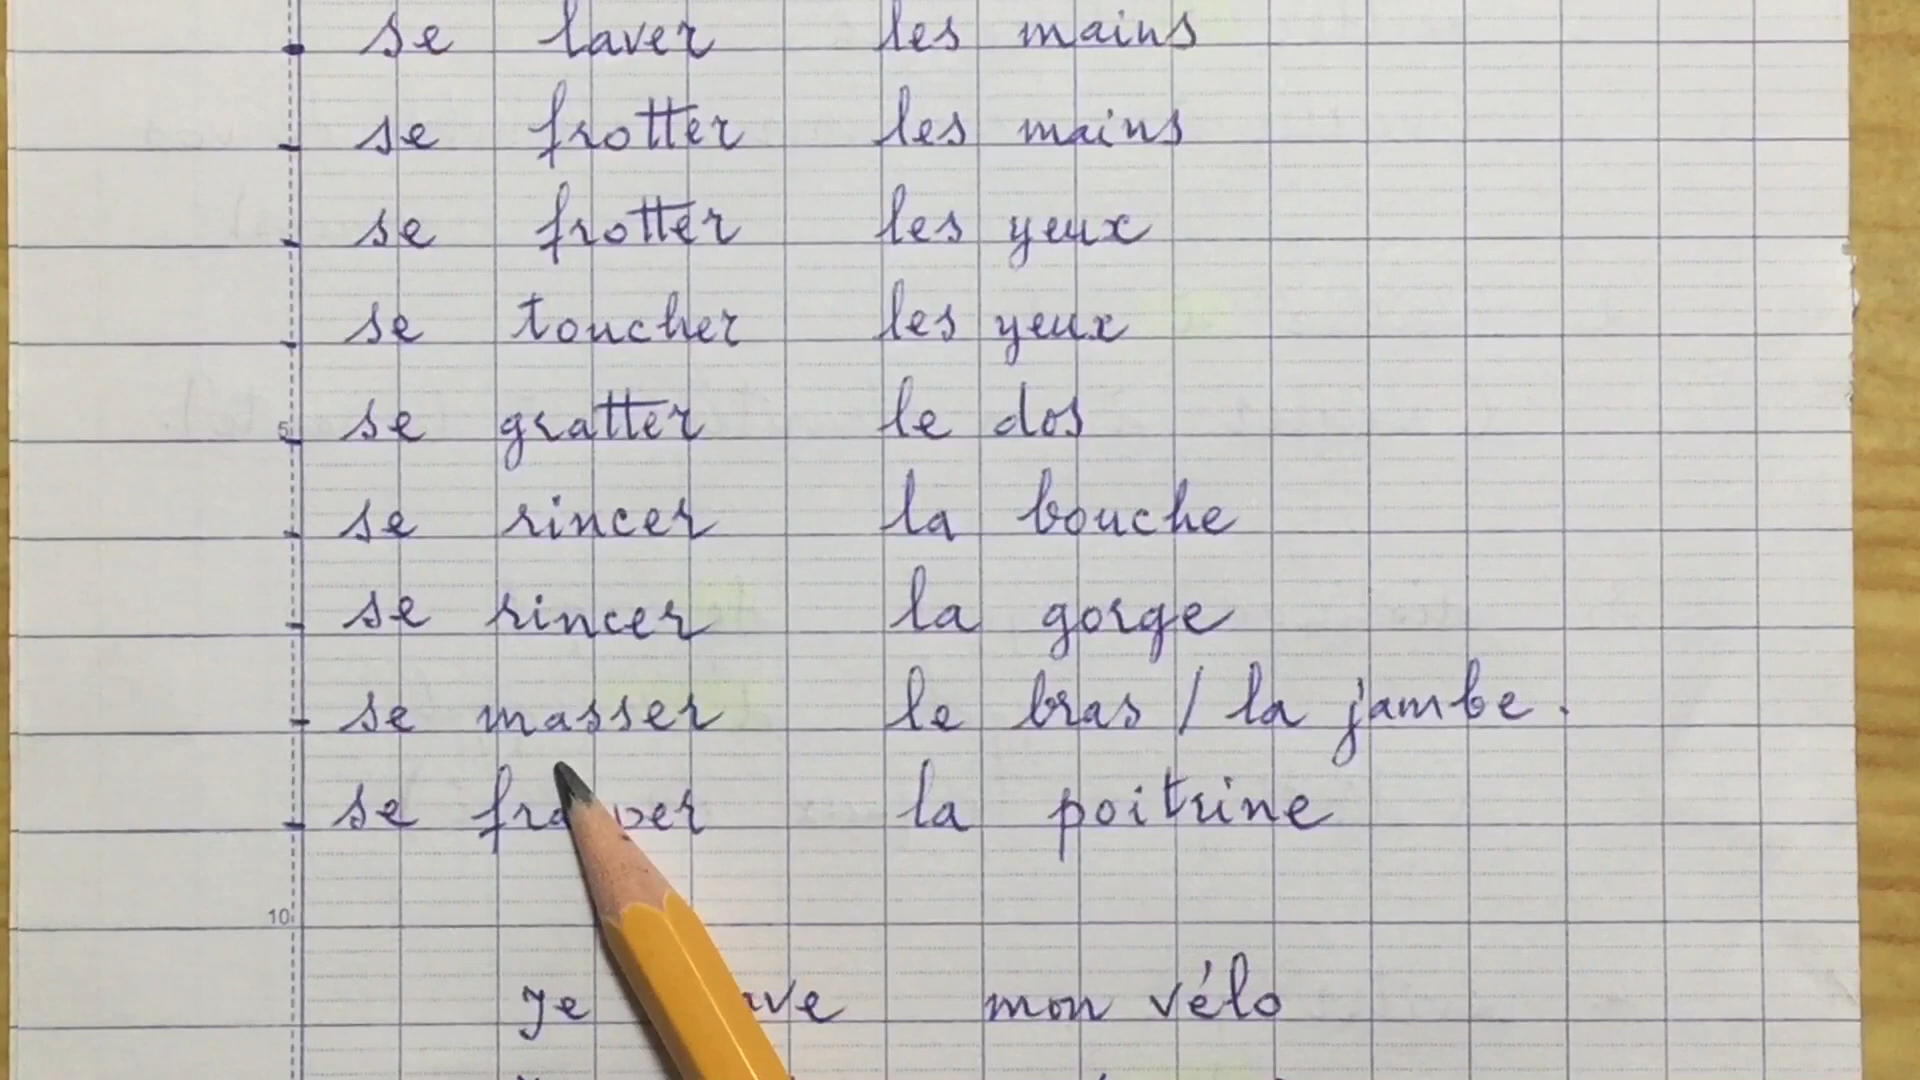 se laver les mains
se frotter les mains
se frotter les yeux
se toucher les yeux
5 se gratter le dos
se rincer la bouche
se rincer la gorge
se masser le bras / la jambe.
se la poitrine
10
Je mon vélo